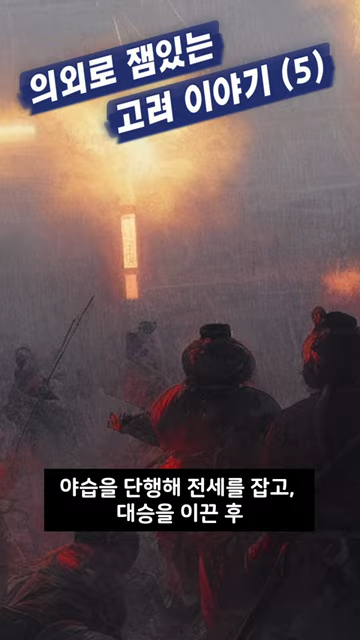 의외로 잼있는
고려 이야기 (5)
야습을 단행해 전세를 잡고,
대승을 이끈 후